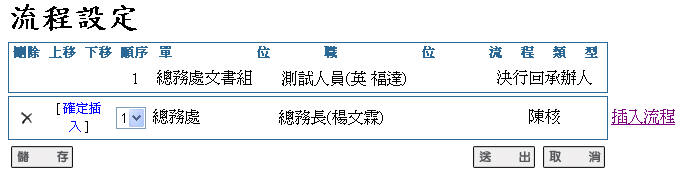 流程設定
刪除 上移 下移 順序 單位 職位 流程類型
1 總務處文書組 測試人員(英 福達) 決行回承辦人
✕ [確定插入] 1 總務處 總務長(楊文霖) 陳核 插入流程
儲存 送出 取消